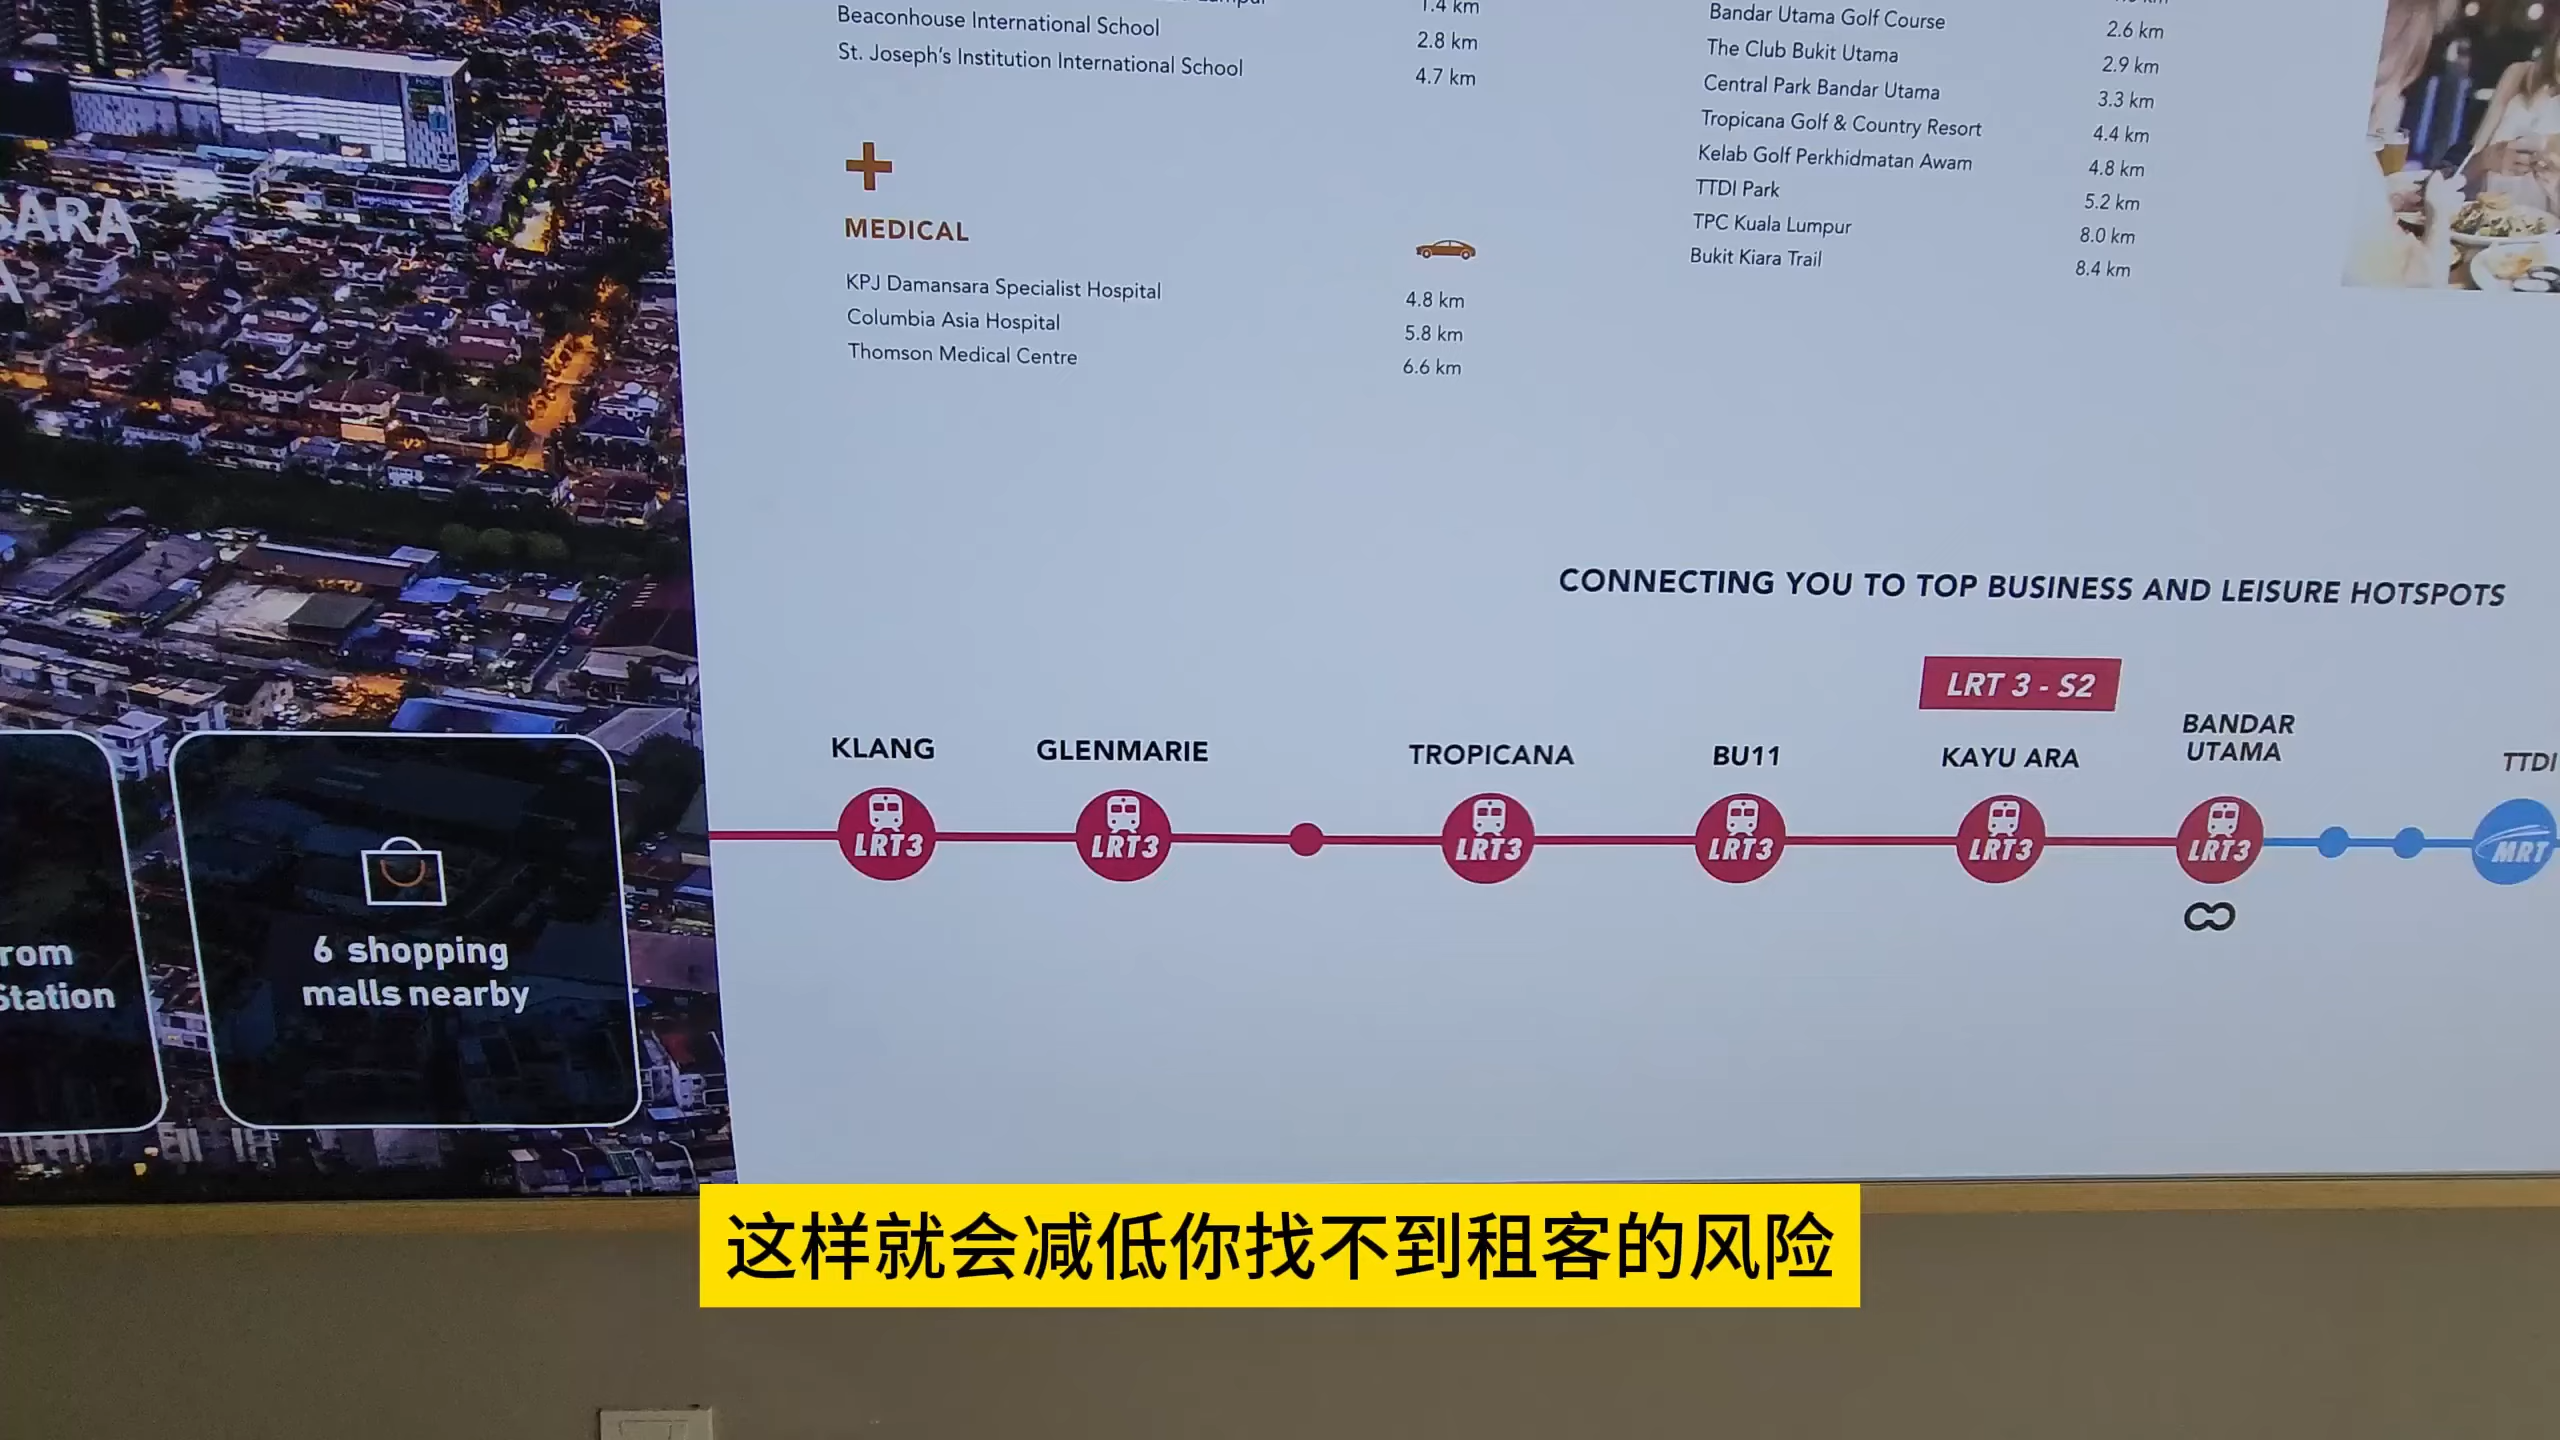 SARA
A
rom
Station
6 shopping
malls nearby
1.4 km
Beaconhouse International School 2.8 km
St. Joseph's Institution International School 4.7 km
MEDICAL
KPJ Damansara Specialist Hospital 4.8 km
Columbia Asia Hospital 5.8 km
Thomson Medical Centre 6.6 km
Bandar Utama Golf Course 2.6 km
The Club Bukit Utama 2.9 km
Central Park Bandar Utama 3.3 km
Tropicana Golf & Country Resort 4.4 km
Kelab Golf Perkhidmatan Awam 4.8 km
TTDI Park 5.2 km
TPC Kuala Lumpur 8.0 km
Bukit Kiara Trail 8.4 km
CONNECTING YOU TO TOP BUSINESS AND LEISURE HOTSPOTS
LRT 3 - S2
KLANG
GLENMARIE
TROPICANA
BU11
KAYU ARA
BANDAR
UTAMA
TTDI
LRT3
LRT3
LRT3
LRT3
LRT3
LRT3
MRT
这样就会减低你找不到租客的风险